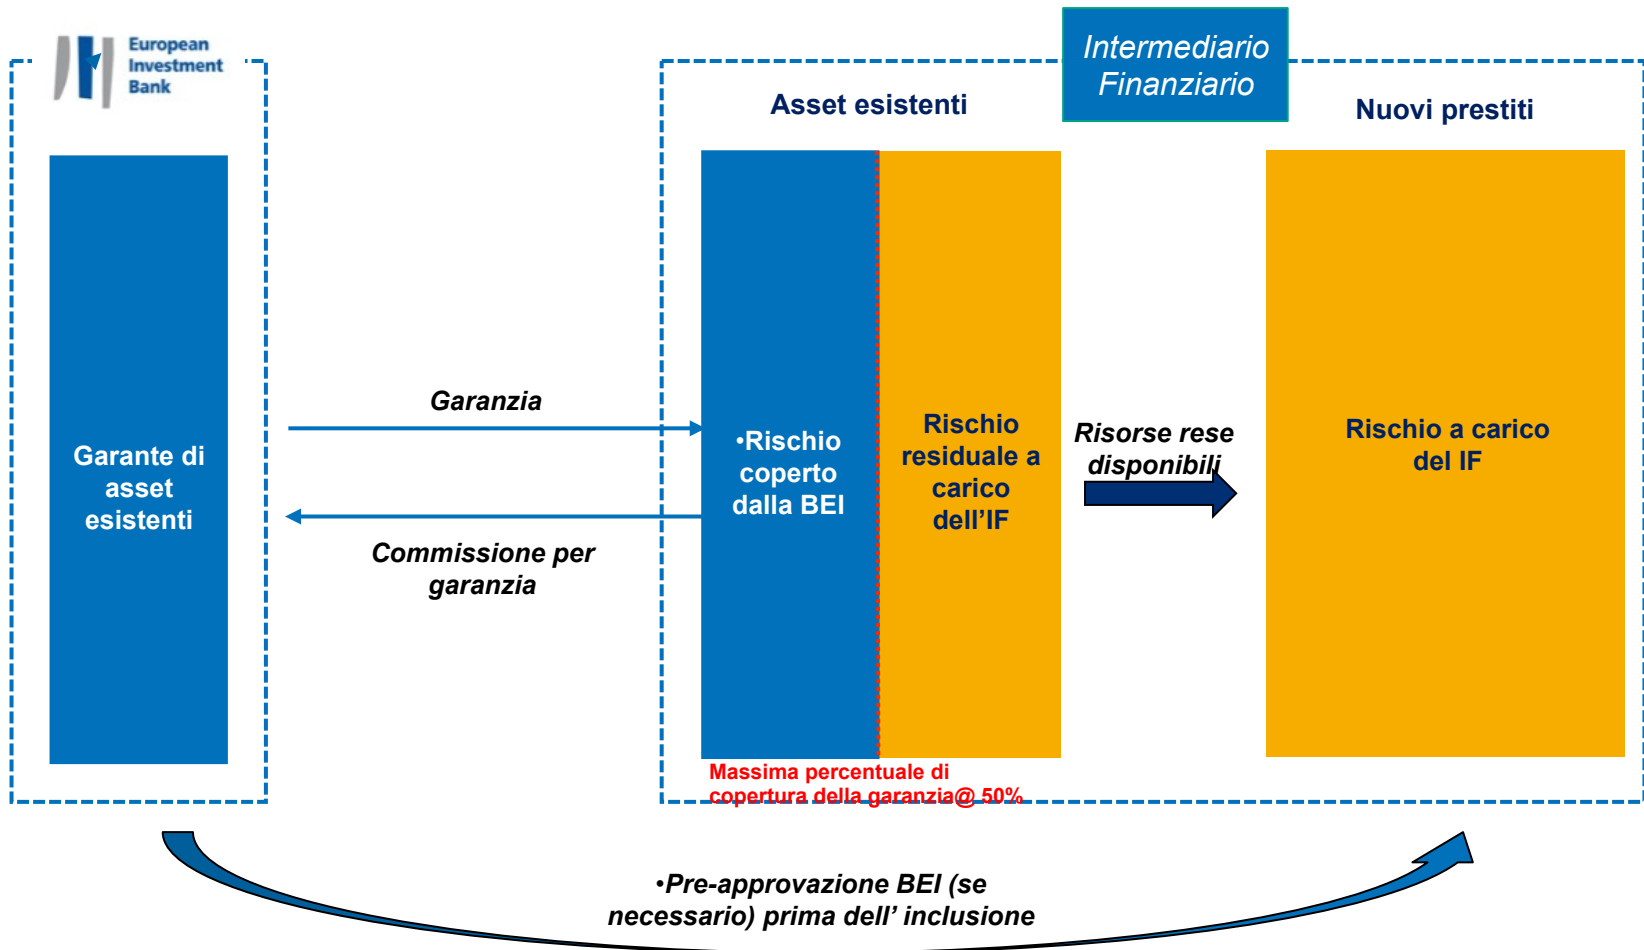 European
Investment
Bank
Intermediario
Finanziario
Asset esistenti
Nuovi prestiti
Garante di
asset
esistenti
Garanzia
Commissione per
garanzia
•Rischio
coperto
dalla BEI
Rischio
residuale a
carico
dell’IF
Risorse rese
disponibili
Rischio a carico
del IF
Massima percentuale di
copertura della garanzia@ 50%
•Pre-approvazione BEI (se
necessario) prima dell’ inclusione